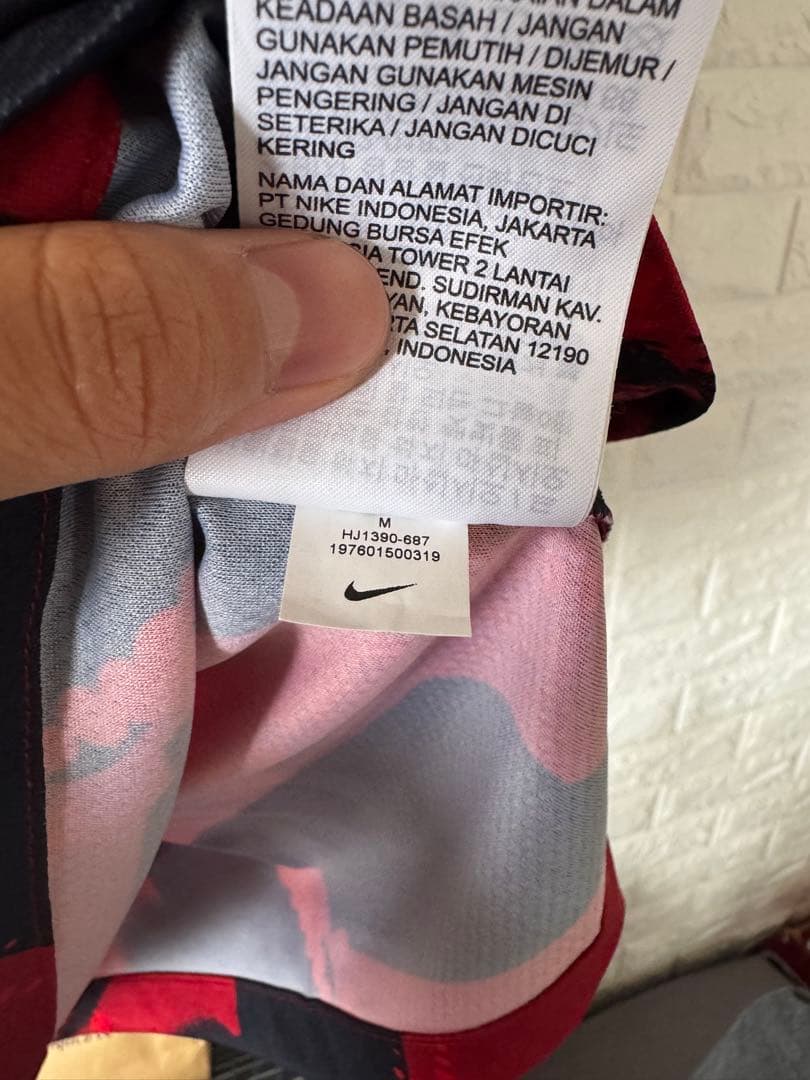 DALAM
KEADAAN BASAH / JANGAN
GUNAKAN PEMUTIH / DIJEMUR /
JANGAN GUNAKAN MESIN
PENGERING / JANGAN DI
SETERIKA / JANGAN DICUCI
KERING
NAMA DAN ALAMAT IMPORTIR:
PT NIKE INDONESIA, JAKARTA
GEDUNG BURSA EFEK
TOWER 2 LANTAI
SUDIRMAN KAV.
KEBAYORAN
SELATAN 12190
, INDONESIA
M
HJ1390-687
197601500319